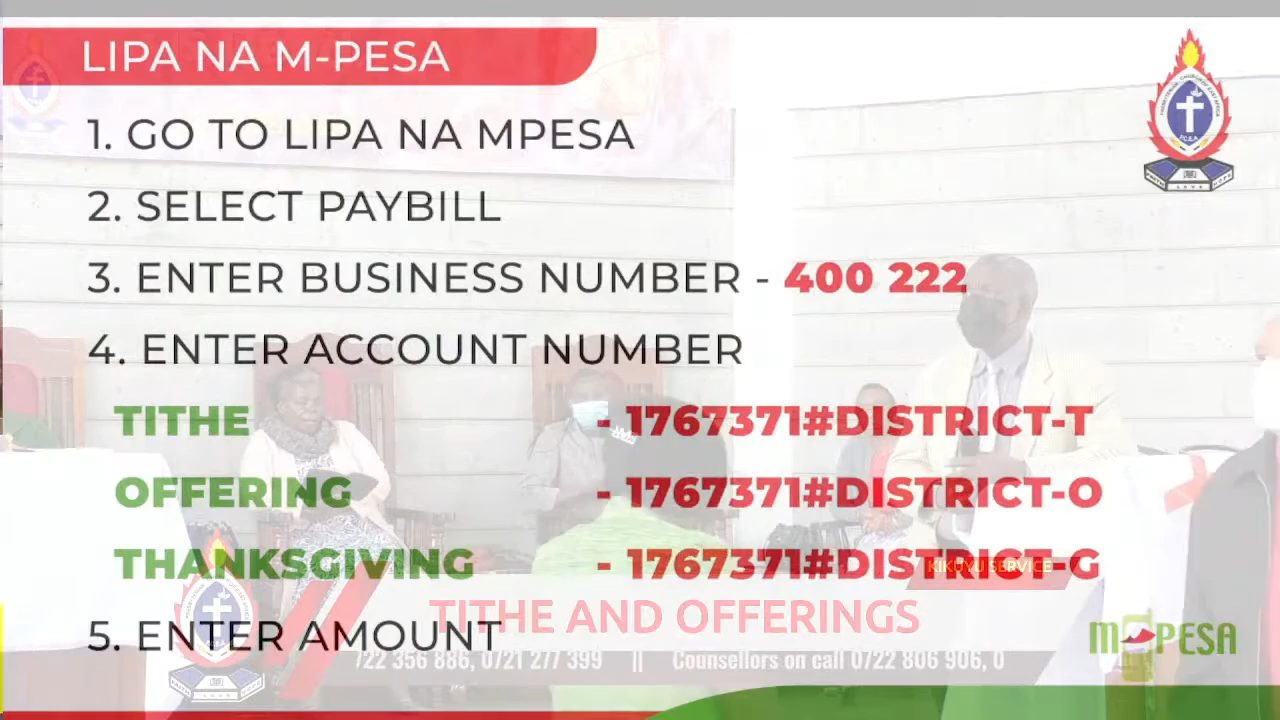 LIPA NA M-PESA
1. GO TO LIPA NA MPESA
2. SELECT PAYBILL
3. ENTER BUSINESS NUMBER - 400 222
4. ENTER ACCOUNT NUMBER
TITHE - 1767371#DISTRICT-T
OFFERING - 1767371#DISTRICT-O
THANKSGIVING - 1767371#DISTRICT-G
KIKUYU SERVICE
TITHE AND OFFERINGS
5. ENTER AMOUNT
M-PESA
722 356 886, 0721 277 399 || Counsellors on call 0722 806 906, 0